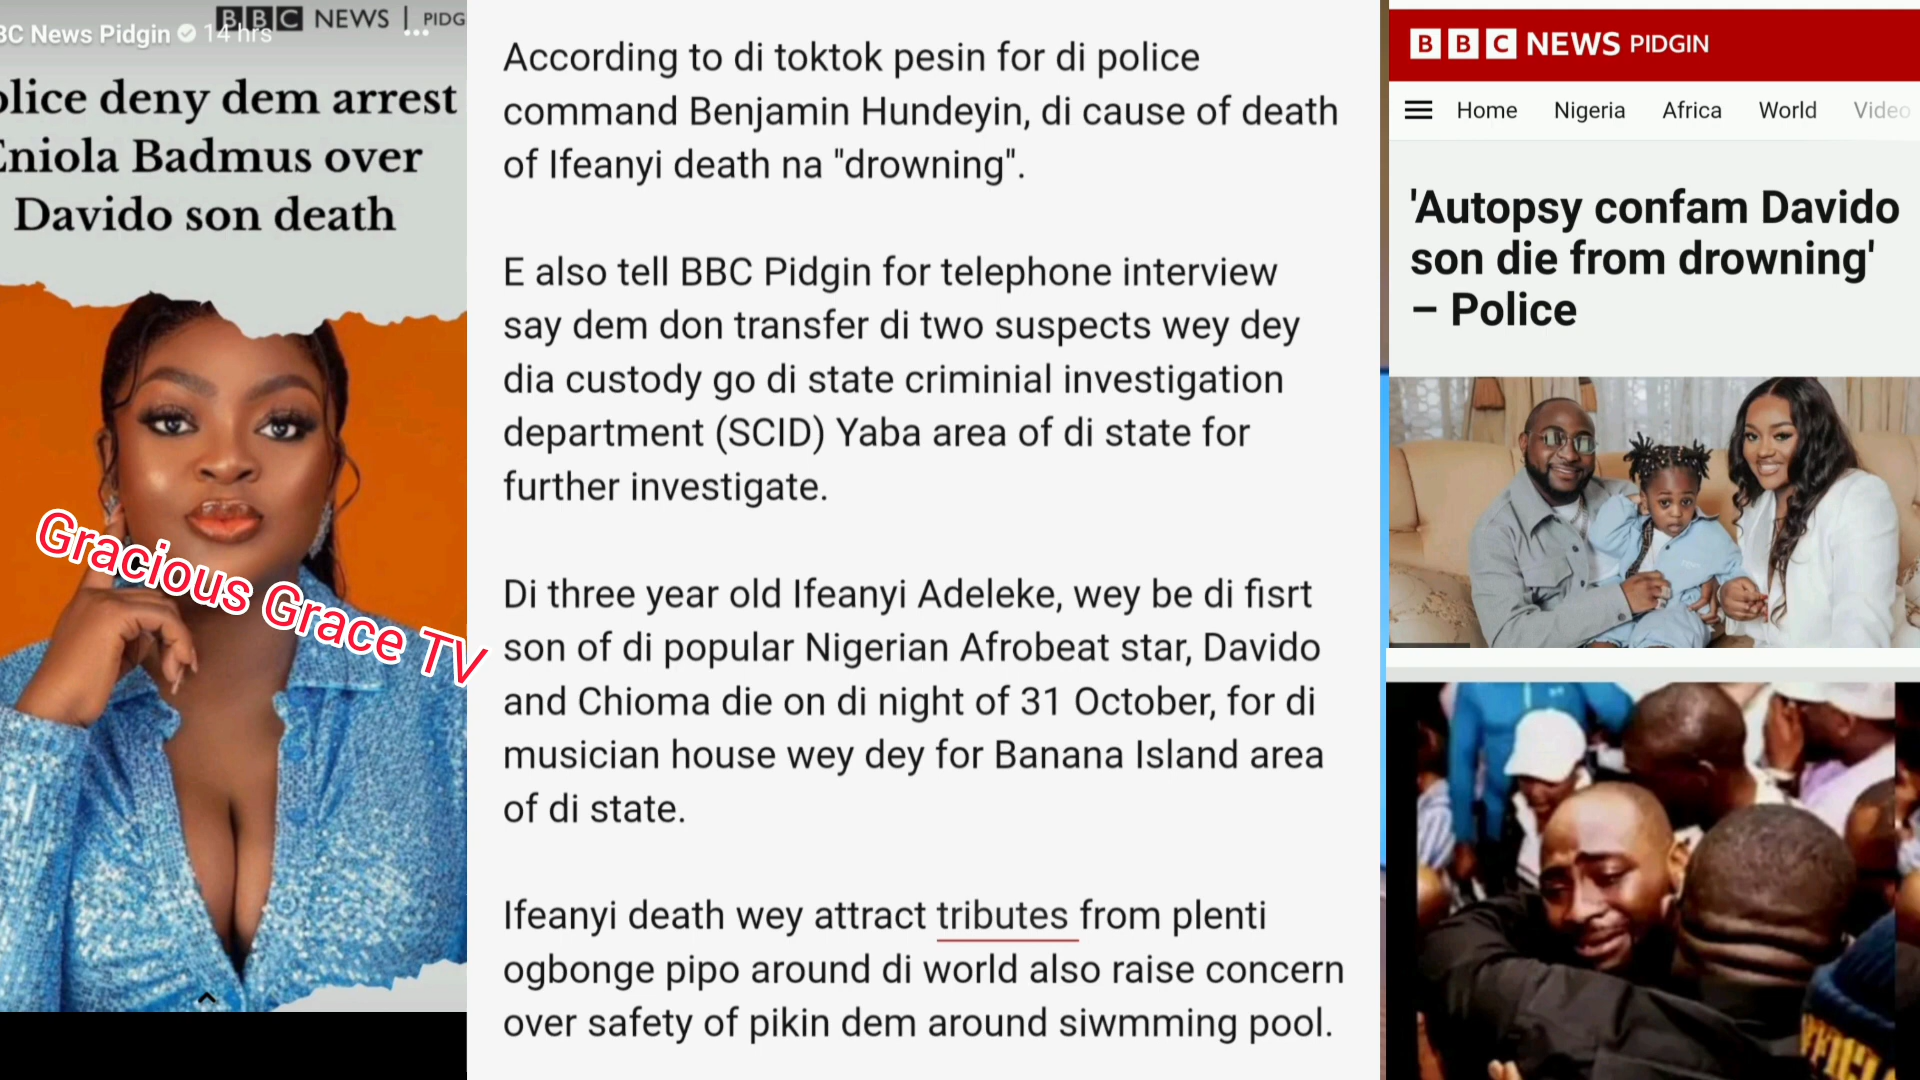 BBC NEWS | PIDG
BC News Pidgin 14 hrs
olice deny dem arrest
Eniola Badmus over
Davido son death
Gracious Grace TV
According to di toktok pesin for di police
command Benjamin Hundeyin, di cause of death
of Ifeanyi death na "drowning".
E also tell BBC Pidgin for telephone interview
say dem don transfer di two suspects wey dey
dia custody go di state criminial investigation
department (SCID) Yaba area of di state for
further investigate.
Di three year old Ifeanyi Adeleke, wey be di fisrt
son of di popular Nigerian Afrobeat star, Davido
and Chioma die on di night of 31 October, for di
musician house wey dey for Banana Island area
of di state.
Ifeanyi death wey attract tributes from plenti
ogbonge pipo around di world also raise concern
over safety of pikin dem around siwmming pool.
BBC NEWS PIDGIN
Home Nigeria Africa World Video
'Autopsy confam Davido
son die from drowning'
– Police